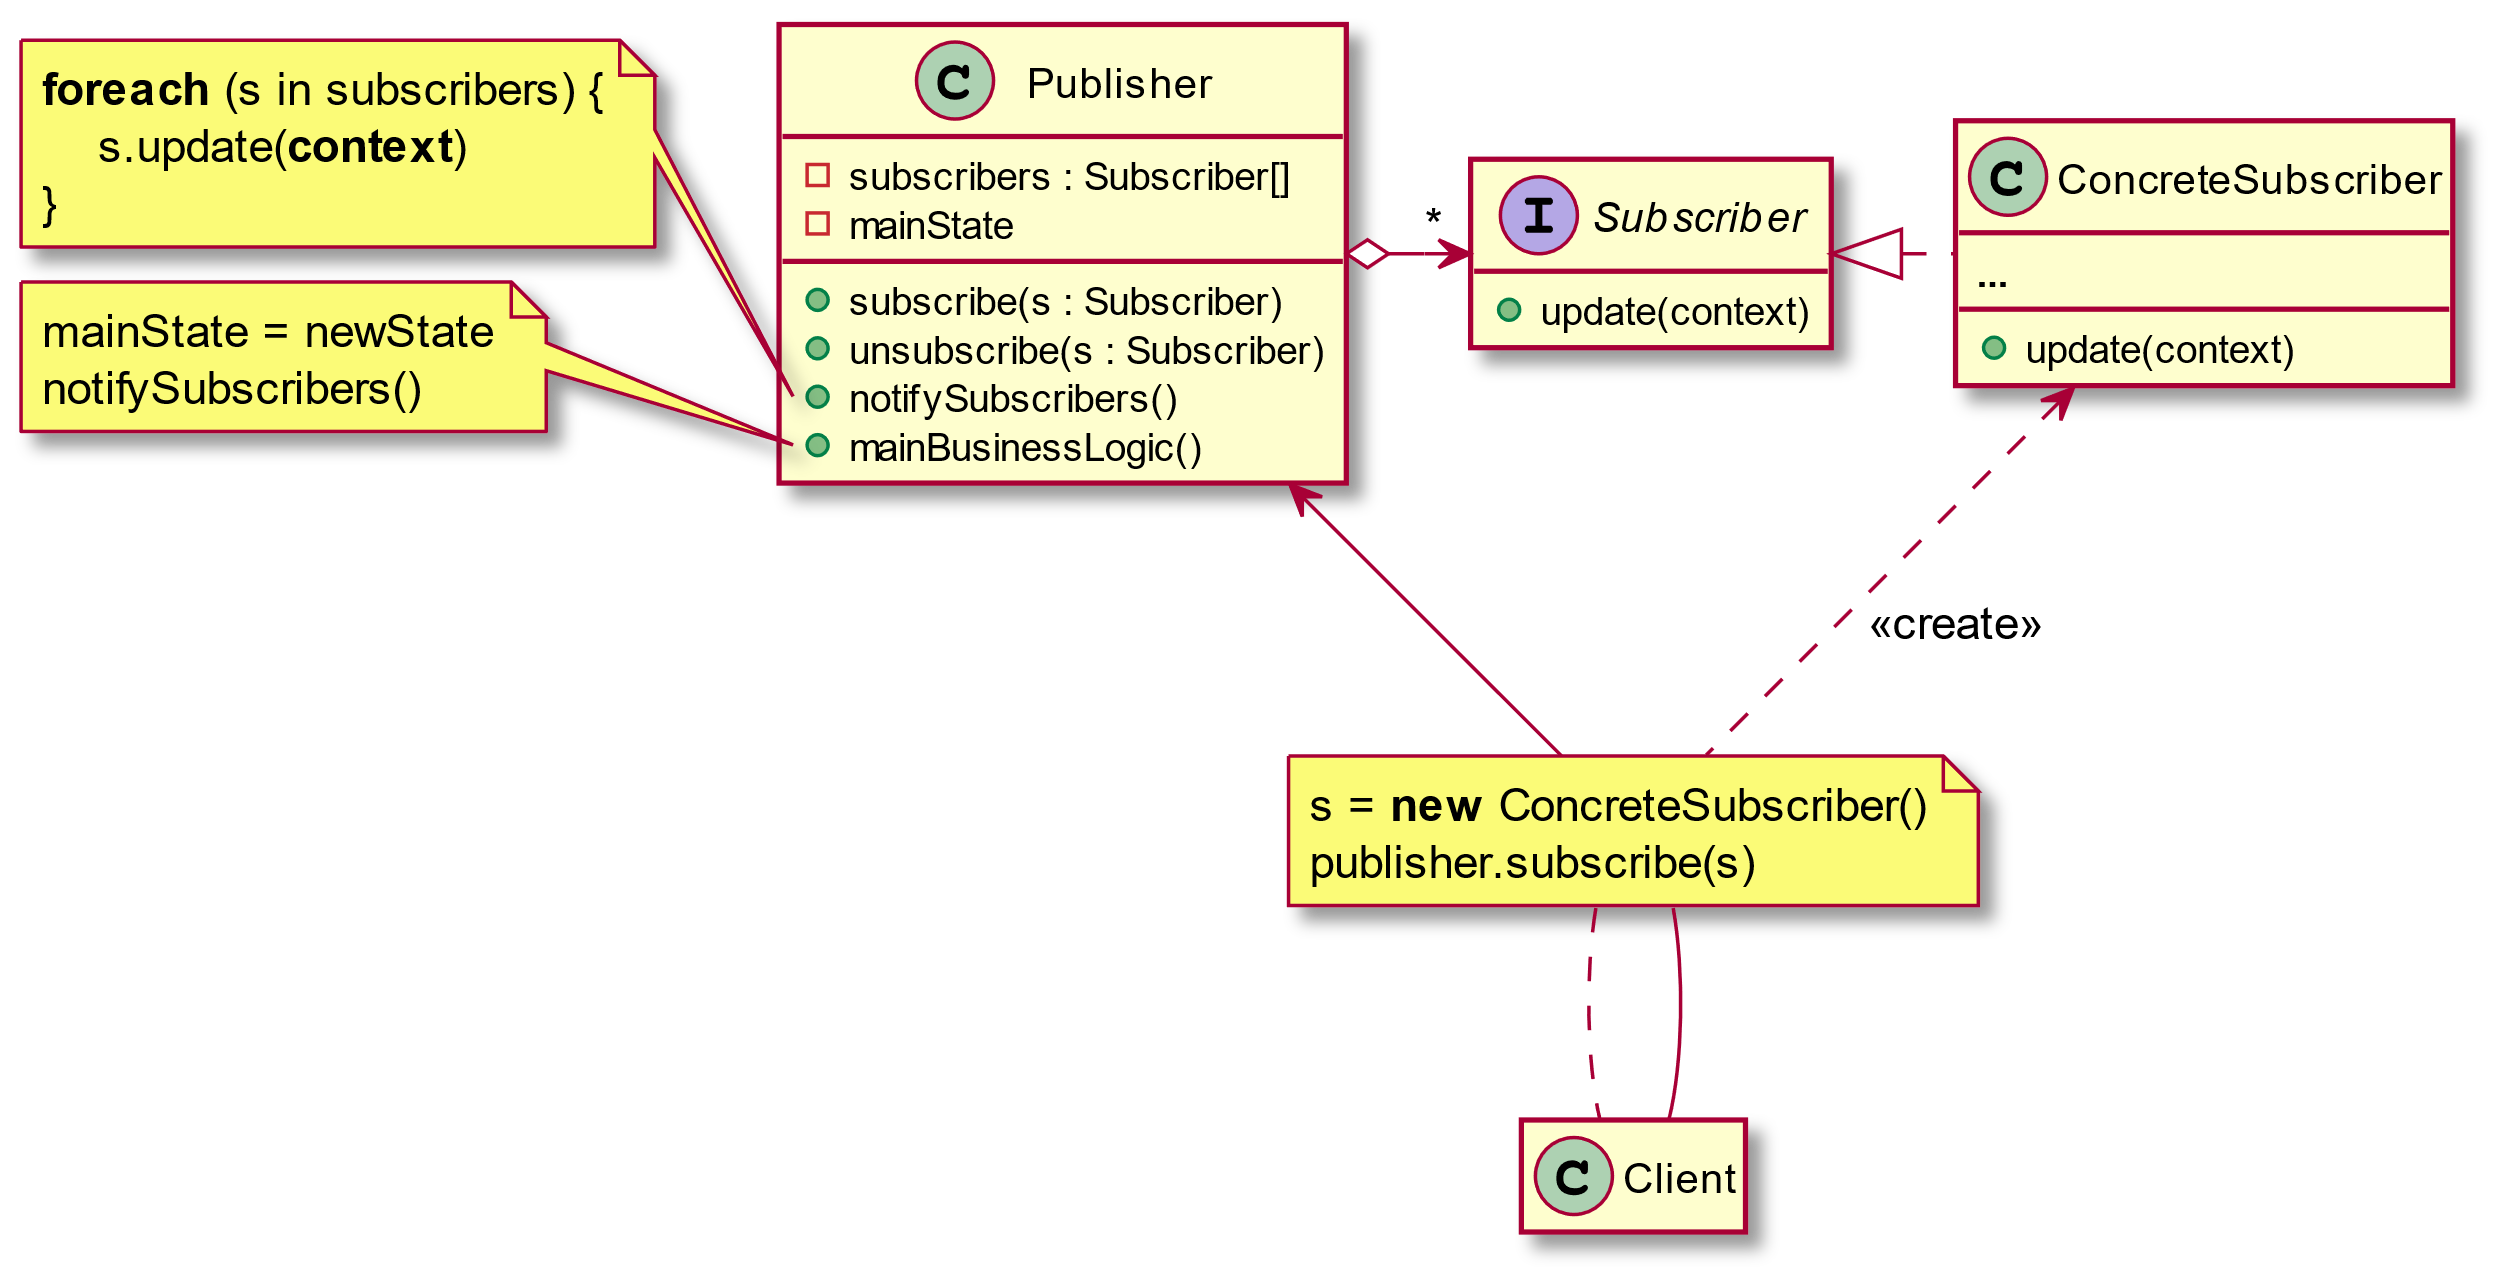 foreach (s in subscribers) {
s.update(context)
}
mainState = newState
notifySubscribers()
C Publisher
subscribers : Subscriber[]
mainState
subscribe(s : Subscriber)
unsubscribe(s : Subscriber)
notifySubscribers()
mainBusinessLogic()
*
I Subscriber
update(context)
C ConcreteSubscriber
...
update(context)
«create»
s = new ConcreteSubscriber()
publisher.subscribe(s)
C Client